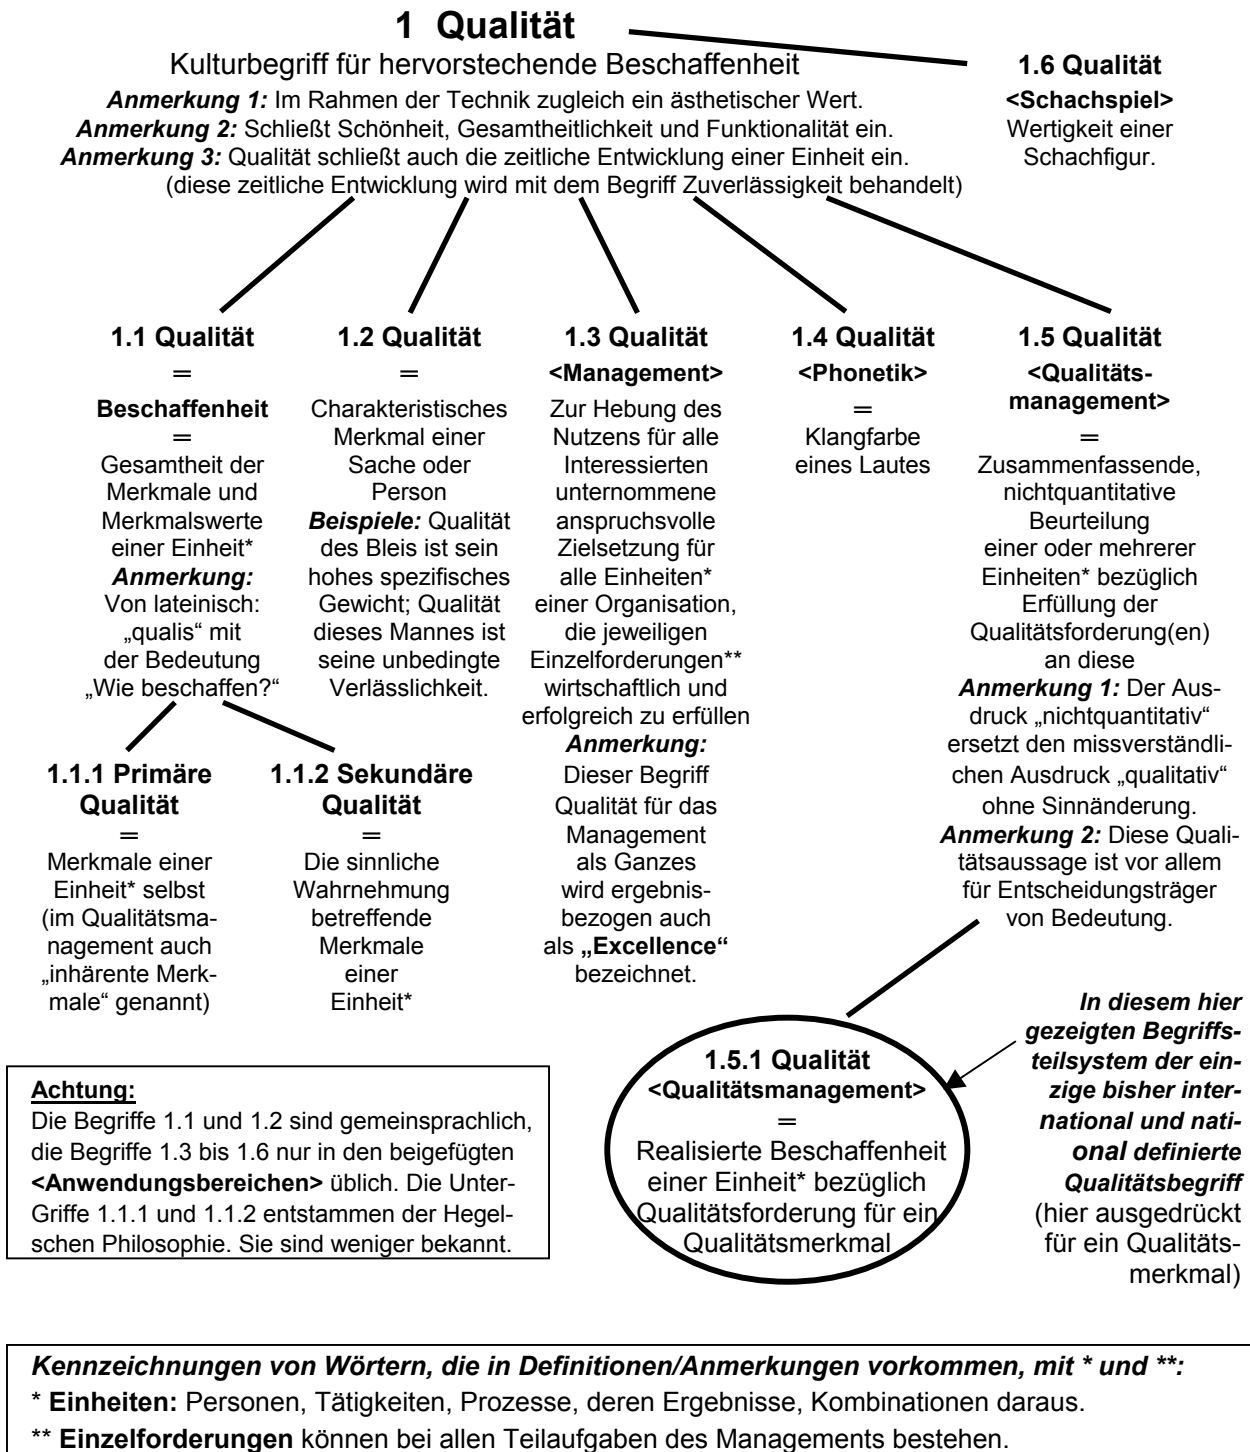 1 Qualität
Kulturbegriff für hervorstechende Beschaffenheit
Anmerkung 1: Im Rahmen der Technik zugleich ein ästhetischer Wert.
Anmerkung 2: Schließt Schönheit, Gesamtheitlichkeit und Funktionalität ein.
Anmerkung 3: Qualität schließt auch die zeitliche Entwicklung einer Einheit ein.
(diese zeitliche Entwicklung wird mit dem Begriff Zuverlässigkeit behandelt)
1.6 Qualität
<Schachspiel>
Wertigkeit einer
Schachfigur.
1.1 Qualität
=
Beschaffenheit
=
Gesamtheit der
Merkmale und
Merkmalswerte
einer Einheit*
Anmerkung:
Von lateinisch:
„qualis“ mit
der Bedeutung
„Wie beschaffen?“
1.2 Qualität
=
Charakteristisches
Merkmal einer
Sache oder
Person
Beispiele: Qualität
des Bleis ist sein
hohes spezifisches
Gewicht; Qualität
dieses Mannes ist
seine unbedingte
Verlässlichkeit.
1.3 Qualität
<Management>
Zur Hebung des
Nutzens für alle
Interessierten
unternommene
anspruchsvolle
Zielsetzung für
alle Einheiten*
einer Organisation,
die jeweiligen
Einzelforderungen**
wirtschaftlich und
erfolgreich zu erfüllen
Anmerkung:
Dieser Begriff
Qualität für das
Management
als Ganzes
wird ergebnis-
bezogen auch
als „Excellence“
bezeichnet.
1.4 Qualität
<Phonetik>
=
Klangfarbe
eines Lautes
1.5 Qualität
<Qualitäts-
management>
=
Zusammenfassende,
nichtquantitative
Beurteilung
einer oder mehrerer
Einheiten* bezüglich
Erfüllung der
Qualitätsforderung(en)
an diese
Anmerkung 1: Der Aus-
druck „nichtquantitativ“
ersetzt den missverständli-
chen Ausdruck „qualitativ“
ohne Sinnänderung.
Anmerkung 2: Diese Quali-
tätsaussage ist vor allem
für Entscheidungsträger
von Bedeutung.
1.1.1 Primäre
Qualität
=
Merkmale einer
Einheit* selbst
(im Qualitätsma-
nagement auch
„inhärente Merk-
male“ genannt)
1.1.2 Sekundäre
Qualität
=
Die sinnliche
Wahrnehmung
betreffende
Merkmale
einer
Einheit*
1.5.1 Qualität
<Qualitätsmanagement>
=
Realisierte Beschaffenheit
einer Einheit* bezüglich
Qualitätsforderung für ein
Qualitätsmerkmal
In diesem hier
gezeigten Begriffs-
teilsystem der ein-
zige bisher inter-
national und nati-
onal definierte
Qualitätsbegriff
(hier ausgedrückt
für ein Qualitäts-
merkmal)
Achtung:
Die Begriffe 1.1 und 1.2 sind gemeinsprachlich,
die Begriffe 1.3 bis 1.6 nur in den beigefügten
<Anwendungsbereichen> üblich. Die Unter-
Griffe 1.1.1 und 1.1.2 entstammen der Hegel-
schen Philosophie. Sie sind weniger bekannt.
Kennzeichnungen von Wörtern, die in Definitionen/Anmerkungen vorkommen, mit * und **:
* Einheiten: Personen, Tätigkeiten, Prozesse, deren Ergebnisse, Kombinationen daraus.
** Einzelforderungen können bei allen Teilaufgaben des Managements bestehen.